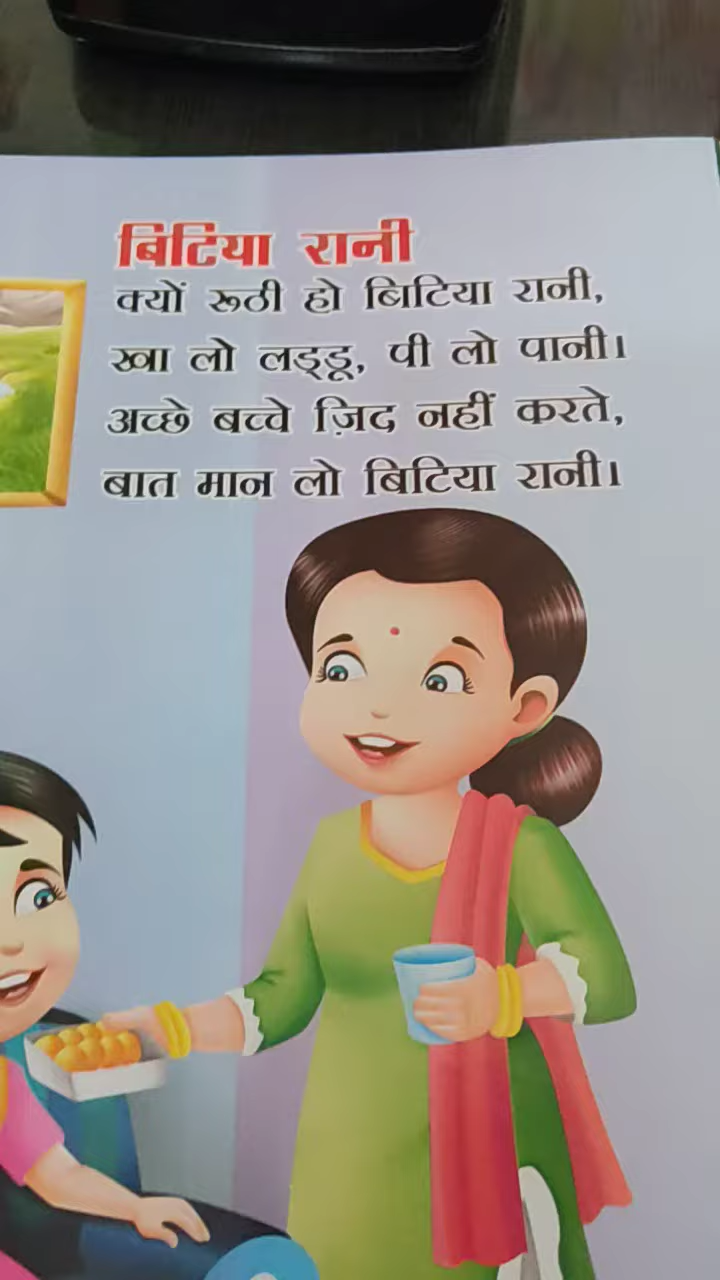 बिटिया रानी
क्यों रूठी हो बिटिया रानी,
खा लो लड्डू, पी लो पानी।
अच्छे बच्चे ज़िद नहीं करते,
बात मान लो बिटिया रानी।